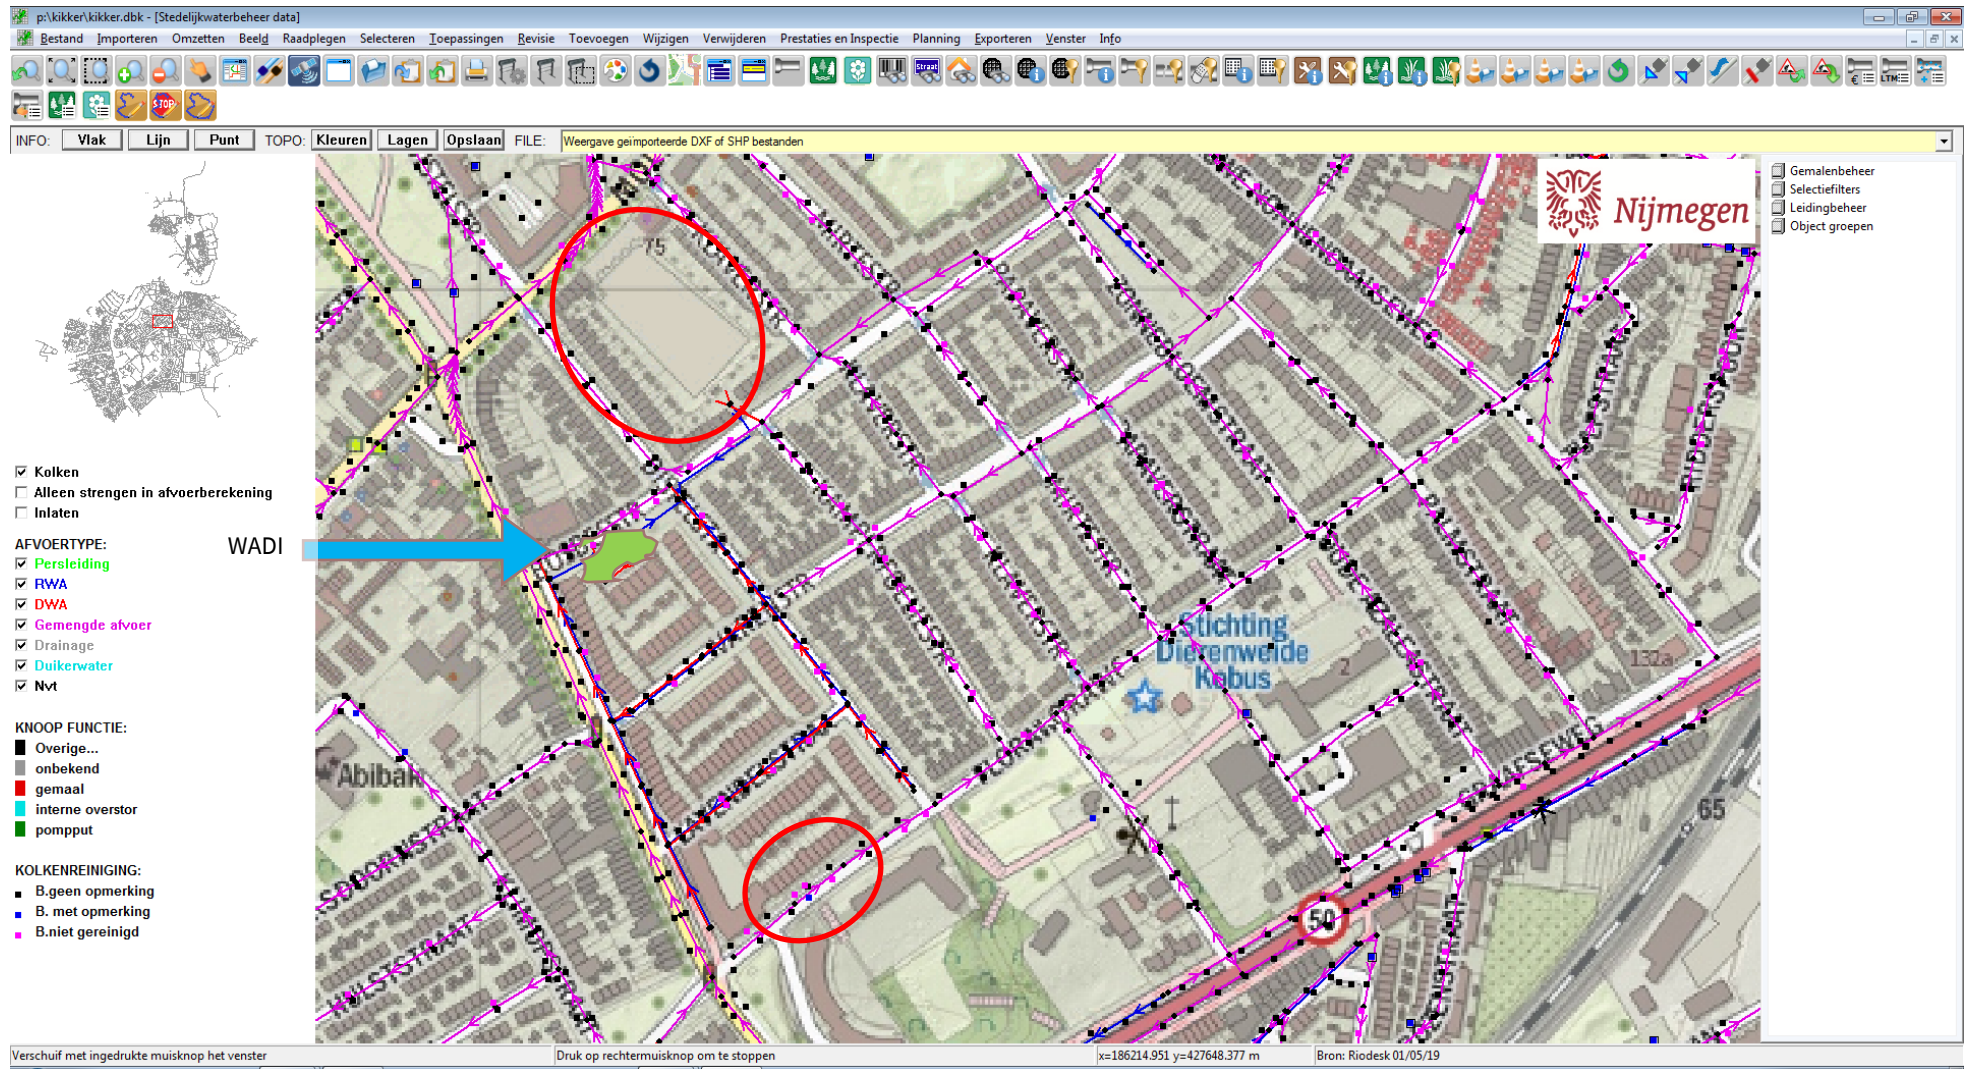 p:\kikker\kikker.dbk - [Stedelijkwaterbeheer data]
Bestand Importeren Omzetten Beeld Raadplegen Selecteren Toepassingen Revisie Toevoegen Wijzigen Verwijderen Prestaties en Inspectie Planning Exporteren Venster Info
Straat
STOP
LTM
INFO: Vlak Lijn Punt TOPO: Kleuren Lagen Opslaan FILE: Weergave geïmporteerde DXF of SHP bestanden
Kolken
Alleen strengen in afvoerberekening
Inlaten
AFVOERTYPE:
Persleiding
RWA
DWA
Gemengde afvoer
Drainage
Duikerwater
Nvt
KNOOP FUNCTIE:
Overige...
onbekend
gemaal
interne overstor
pompput
KOLKENREINIGING:
B.geen opmerking
B. met opmerking
B.niet gereinigd
WADI
75
Stichting
Dierenweide
Kobus
2
132a
65
50
Nijmegen
Gemalenbeheer
Selectiefilters
Leidingbeheer
Object groepen
Verschuif met ingedrukte muisknop het venster
Druk op rechtermuisknop om te stoppen
x=186214.951 y=427648.377 m
Bron: Riodesk 01/05/19